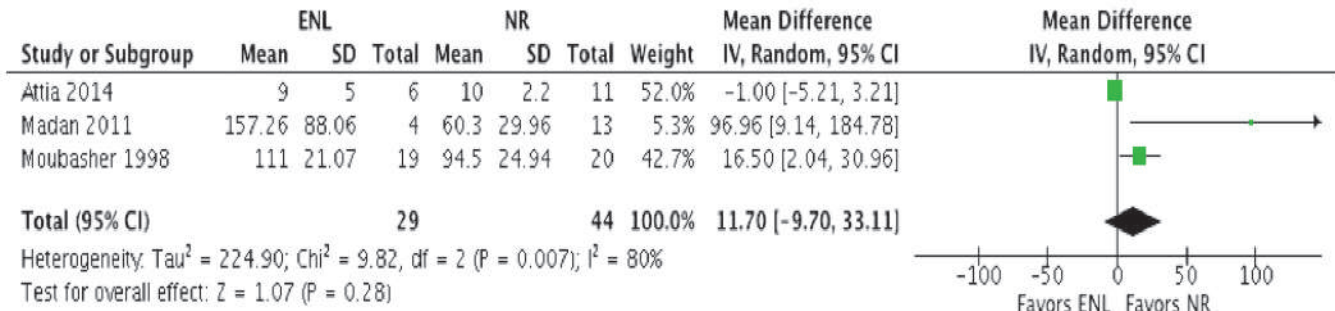 ENL NR Mean Difference Mean Difference
Study or Subgroup Mean SD Total Mean SD Total Weight IV, Random, 95% CI IV, Random, 95% CI
Attia 2014 9 5 6 10 2.2 11 52.0% -1.00 [-5.21, 3.21]
Madan 2011 157.26 88.06 4 60.3 29.96 13 5.3% 96.96 [9.14, 184.78]
Moubasher 1998 111 21.07 19 94.5 24.94 20 42.7% 16.50 [2.04, 30.96]
Total (95% CI) 29 44 100.0% 11.70 [-9.70, 33.11]
Heterogeneity: Tau² = 224.90; Chi² = 9.82, df = 2 (P = 0.007); I² = 80%
Test for overall effect: Z = 1.07 (P = 0.28)
-100 -50 0 50 100
Favors ENL Favors NR